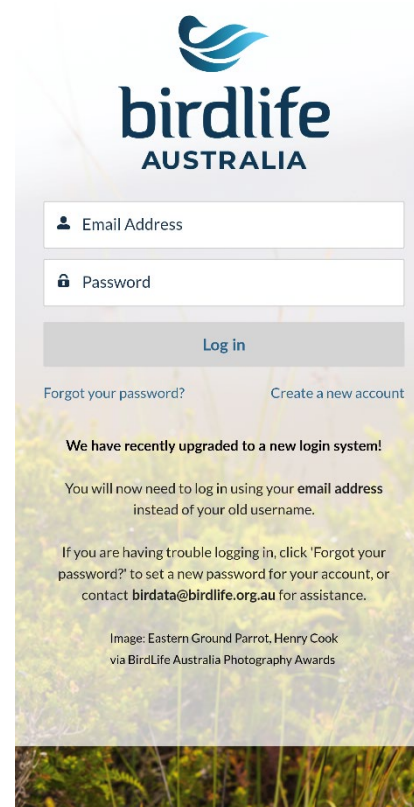 birdlife
AUSTRALIA
Email Address
Password
Log in
Forgot your password?
Create a new account
We have recently upgraded to a new login system!
You will now need to log in using your email address
instead of your old username.
If you are having trouble logging in, click 'Forgot your
password?' to set a new password for your account, or
contact birdata@birdlife.org.au for assistance.
Image: Eastern Ground Parrot, Henry Cook
via BirdLife Australia Photography Awards